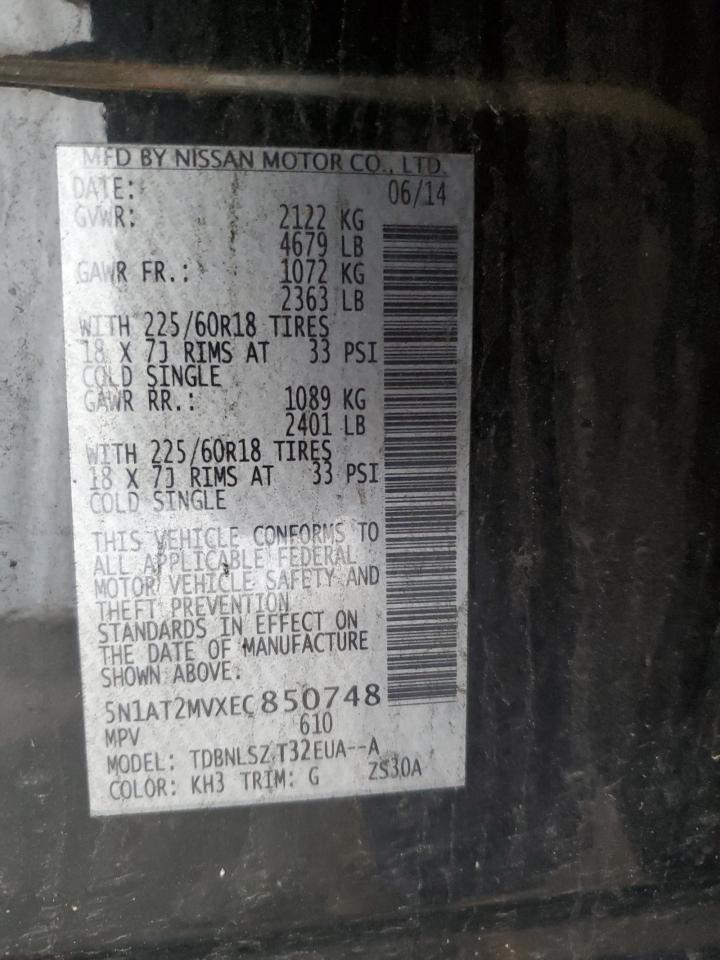 MFD BY NISSAN MOTOR CO., LTD.
DATE: 06/14
GVWR: 2122 KG
4679 LB
GAWR FR.: 1072 KG
2363 LB
WITH 225/60R18 TIRES
18 X 7J RIMS AT 33 PSI
COLD SINGLE
GAWR RR.: 1089 KG
2401 LB
WITH 225/60R18 TIRES
18 X 7J RIMS AT 33 PSI
COLD SINGLE
THIS VEHICLE CONFORMS TO
ALL APPLICABLE FEDERAL
MOTOR VEHICLE SAFETY AND
THEFT PREVENTION
STANDARDS IN EFFECT ON
THE DATE OF MANUFACTURE
SHOWN ABOVE.
5N1AT2MVXEC850748
MPV 610
MODEL: TDBNLSZ T32EUA--A
COLOR: KH3 TRIM: G ZS30A